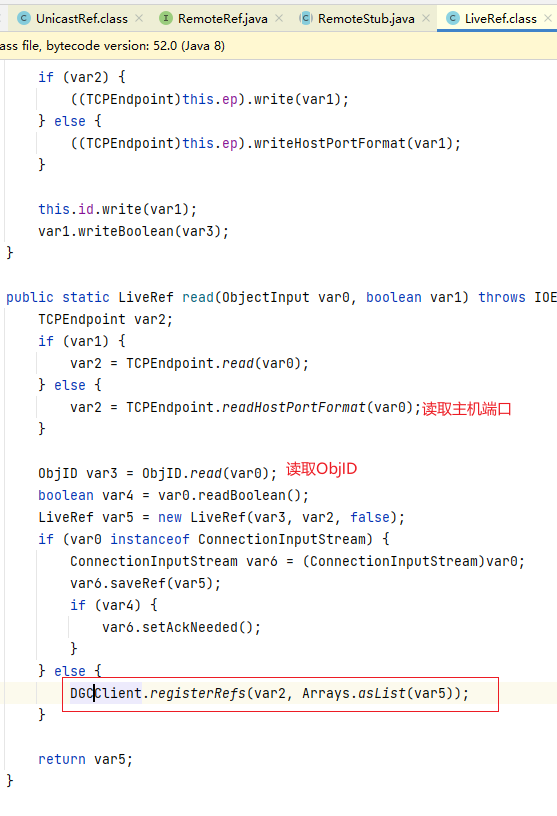 UnicastRef.class × RemoteRef.java × RemoteStub.java × LiveRef.class ×
ass file, bytecode version: 52.0 (Java 8)
if (var2) {
((TCPEndpoint)this.ep).write(var1);
} else {
((TCPEndpoint)this.ep).writeHostPortFormat(var1);
}
this.id.write(var1);
var1.writeBoolean(var3);
}
public static LiveRef read(ObjectInput var0, boolean var1) throws IOE
TCPEndpoint var2;
if (var1) {
var2 = TCPEndpoint.read(var0);
} else {
var2 = TCPEndpoint.readHostPortFormat(var0);读取主机端口
}
ObjID var3 = ObjID.read(var0); 读取ObjID
boolean var4 = var0.readBoolean();
LiveRef var5 = new LiveRef(var3, var2, false);
if (var0 instanceof ConnectionInputStream) {
ConnectionInputStream var6 = (ConnectionInputStream)var0;
var6.saveRef(var5);
if (var4) {
var6.setAckNeeded();
}
} else {
DGCClient.registerRefs(var2, Arrays.asList(var5));
}
return var5;
}